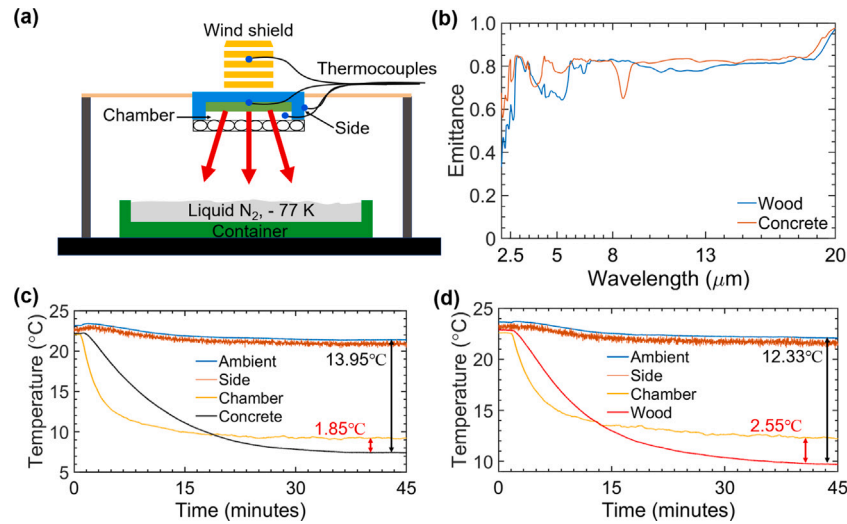 (a)
Wind shield
Thermocouples
Chamber
Side
Liquid N₂, - 77 K
Container
(b)
Emittance
1.0
0.8
0.6
0.4
0.2
0
Wood
Concrete
2.5 5 8 13 20
Wavelength (μm)
(c)
Temperature (°C)
25
20
15
10
5
Ambient
Side
Chamber
Concrete
13.95℃
1.85℃
0 15 30 45
Time (minutes)
(d)
Temperature (°C)
25
20
15
10
Ambient
Side
Chamber
Wood
12.33℃
2.55℃
0 15 30 45
Time (minutes)